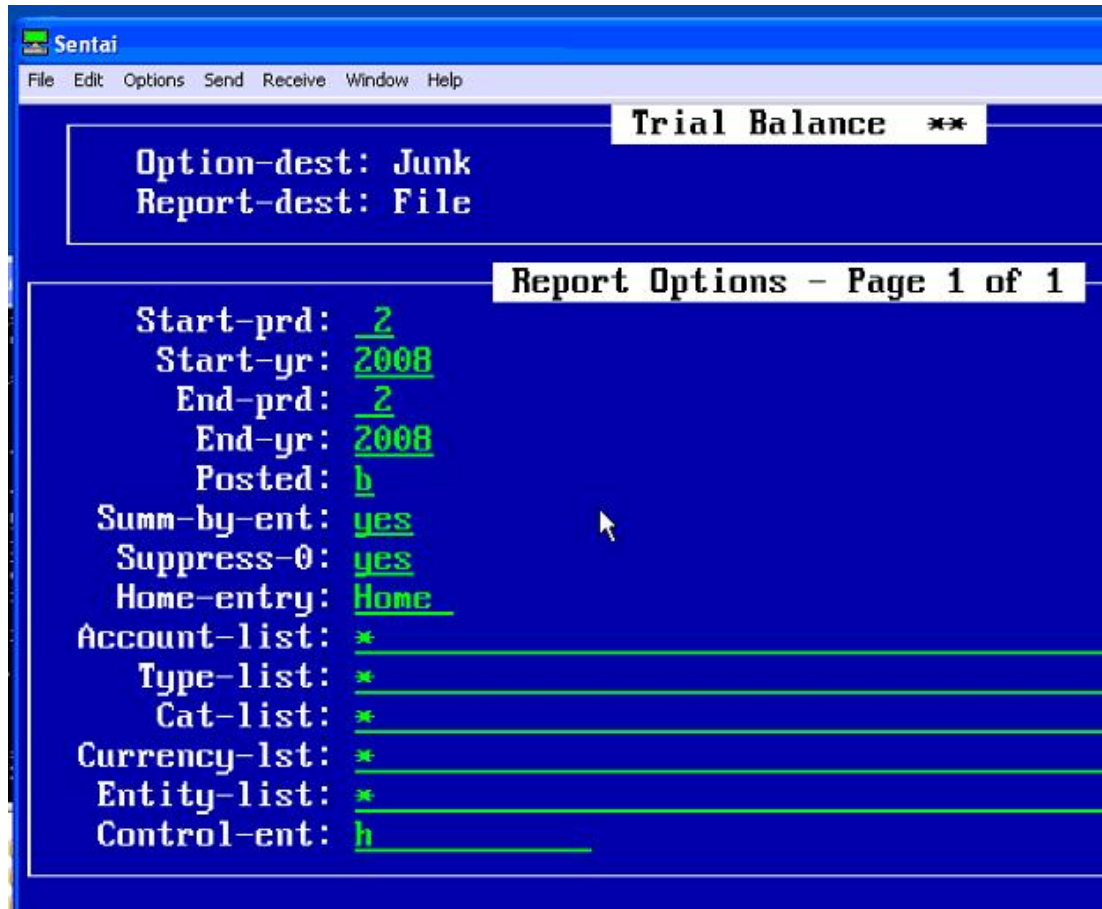 Sentai
File Edit Options Send Receive Window Help
Trial Balance **
Option-dest: Junk
Report-dest: File
Report Options - Page 1 of 1
Start-prd: 2
Start-yr: 2008
End-prd: 2
End-yr: 2008
Posted: b
Summ-by-ent: yes
Suppress-0: yes
Home-entry: Home
Account-list: *
Type-list: *
Cat-list: *
Currency-lst: *
Entity-list: *
Control-ent: h